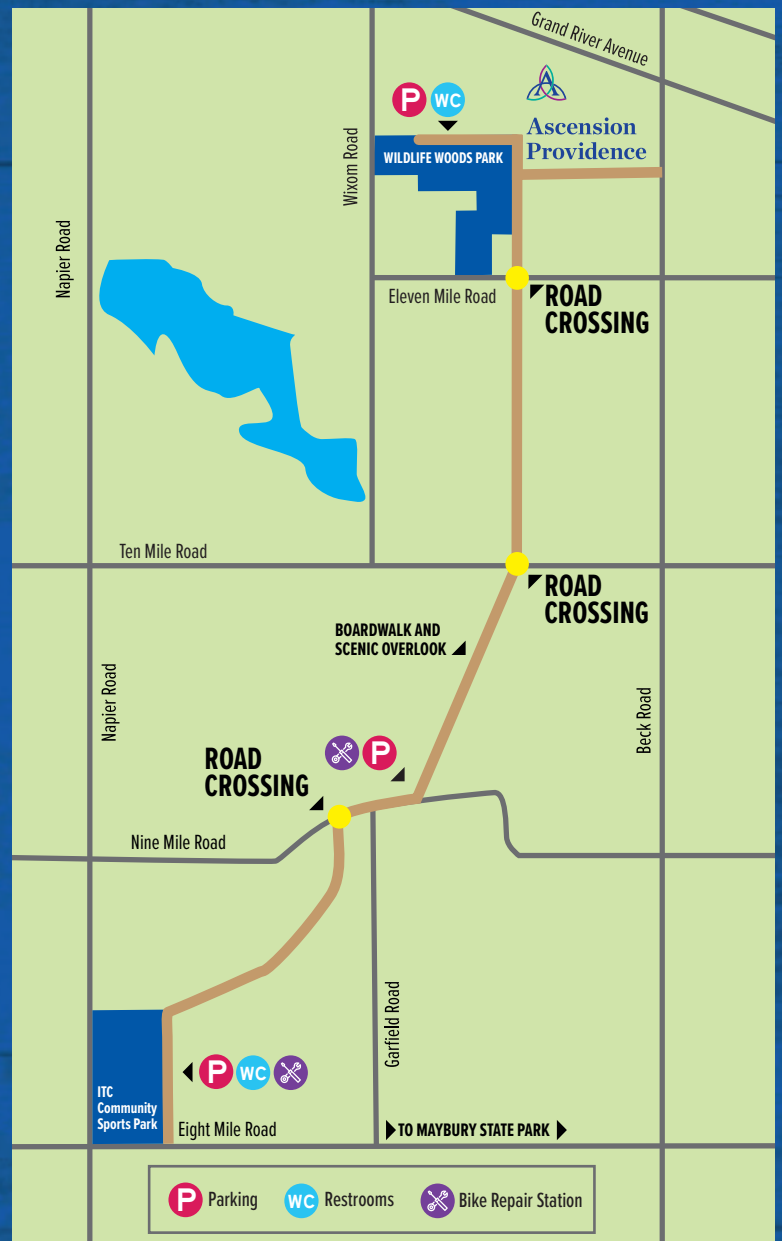 Grand River Avenue
P
WC
A
Ascension
Providence
WILDLIFE WOODS PARK
Wixom Road
Napier Road
Eleven Mile Road
ROAD
CROSSING
Ten Mile Road
ROAD
CROSSING
BOARDWALK AND
SCENIC OVERLOOK
Napier Road
Beck Road
P
ROAD
CROSSING
Nine Mile Road
Garfield Road
P
WC
ITC
Community
Sports Park
Eight Mile Road
TO MAYBURY STATE PARK
P Parking
WC Restrooms
Bike Repair Station